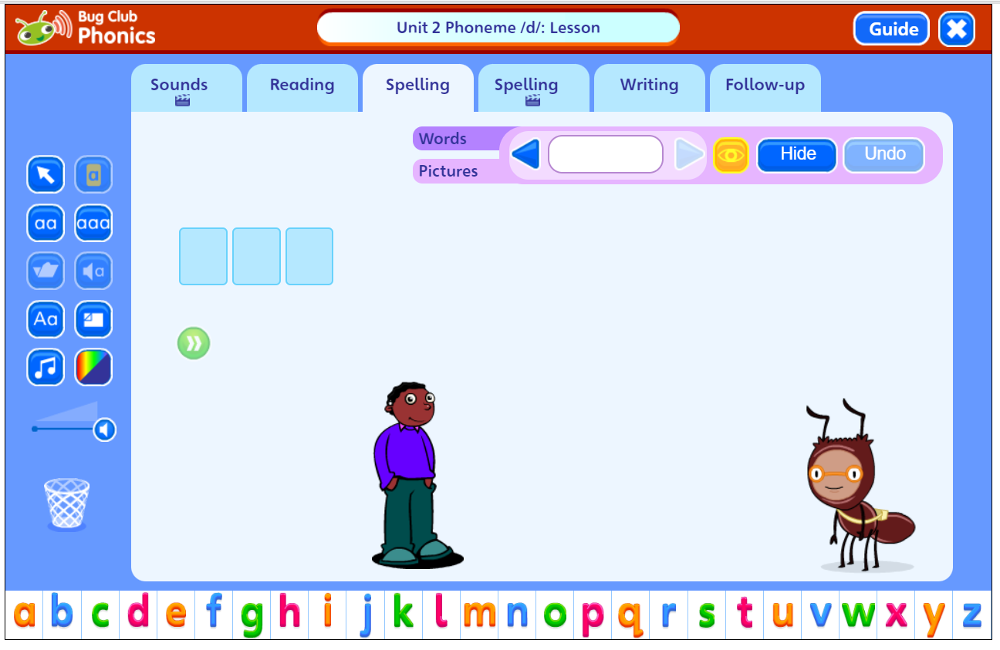 Bug Club
Phonics
Unit 2 Phoneme /d/: Lesson
Guide
Sounds
Reading
Spelling
Spelling
Writing
Follow-up
Words
Pictures
Hide
Undo
a
aa
aaa
a
Aa
a b c d e f g h i j k l m n o p q r s t u v w x y z